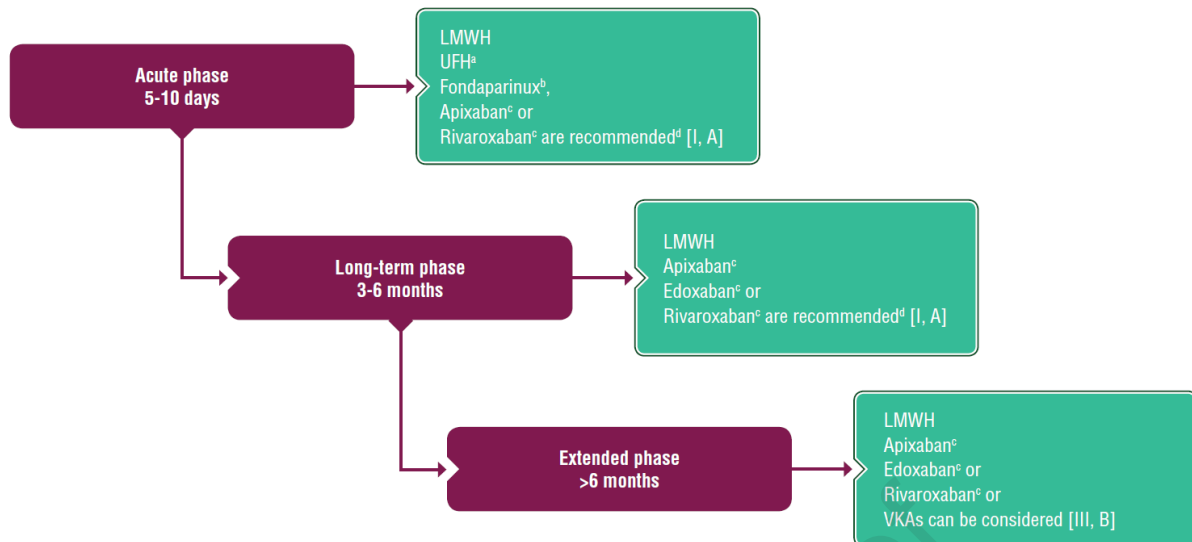 Acute phase
5-10 days
LMWH
UFHᵃ
Fondaparinuxᵇ,
Apixabanᶜ or
Rivaroxabanᶜ are recommendedᵈ [I, A]
Long-term phase
3-6 months
LMWH
Apixabanᶜ
Edoxabanᶜ or
Rivaroxabanᶜ are recommendedᵈ [I, A]
Extended phase
>6 months
LMWH
Apixabanᶜ
Edoxabanᶜ or
Rivaroxabanᶜ or
VKAs can be considered [III, B]